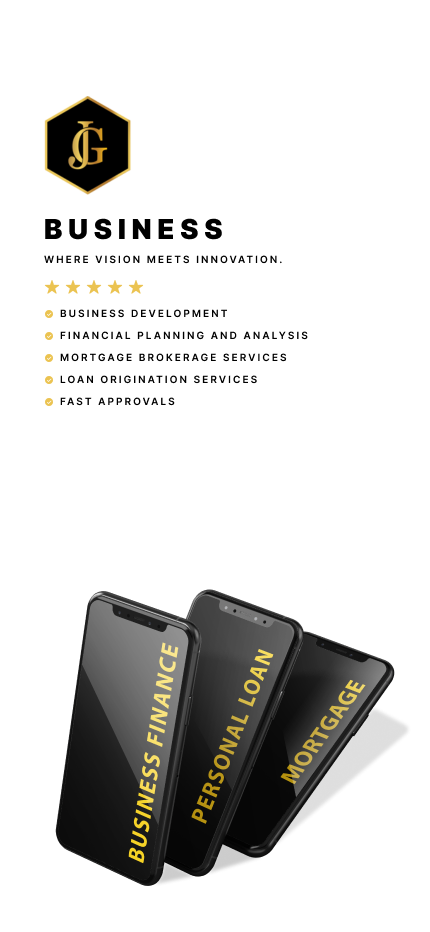 JG
BUSINESS
WHERE VISION MEETS INNOVATION.
BUSINESS DEVELOPMENT
FINANCIAL PLANNING AND ANALYSIS
MORTGAGE BROKERAGE SERVICES
LOAN ORIGINATION SERVICES
FAST APPROVALS
BUSINESS FINANCE
PERSONAL LOAN
MORTGAGE